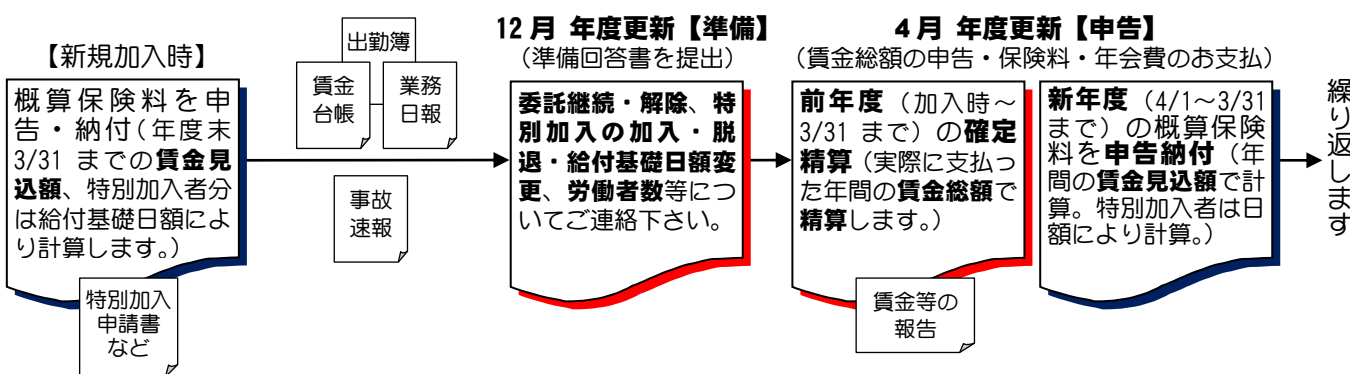 【新規加入時】
概算保険料を申
告・納付(年度末
3/31 までの賃金見
込額、特別加入者分
は給付基礎日額によ
り計算します。)
特別加入
申請書
など
出勤簿
賃金
台帳
業務
日報
事故
速報
12月 年度更新【準備】
(準備回答書を提出)
委託継続・解除、特
別加入の加入・脱
退・給付基礎日額変
更、労働者数等につ
いてご連絡下さい。
4月 年度更新【申告】
(賃金総額の申告・保険料・年会費のお支払)
前年度(加入時～
3/31 まで)の確定
精算(実際に支払っ
た年間の賃金総額で
精算します。)
賃金等の
報告
新年度(4/1～3/31
まで)の概算保険
料を申告納付(年
間の賃金見込額で計
算。特別加入者は日
額により計算。)
繰り返します